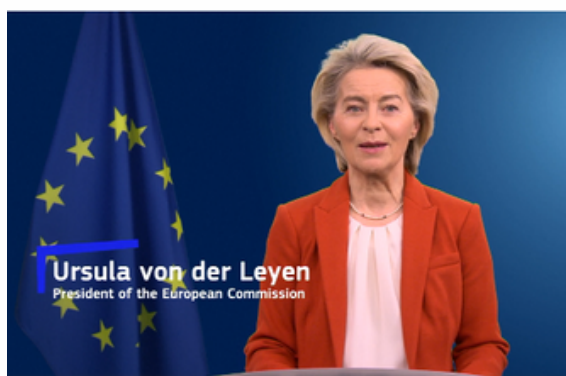 Ursula von der Leyen
President of the European Commission